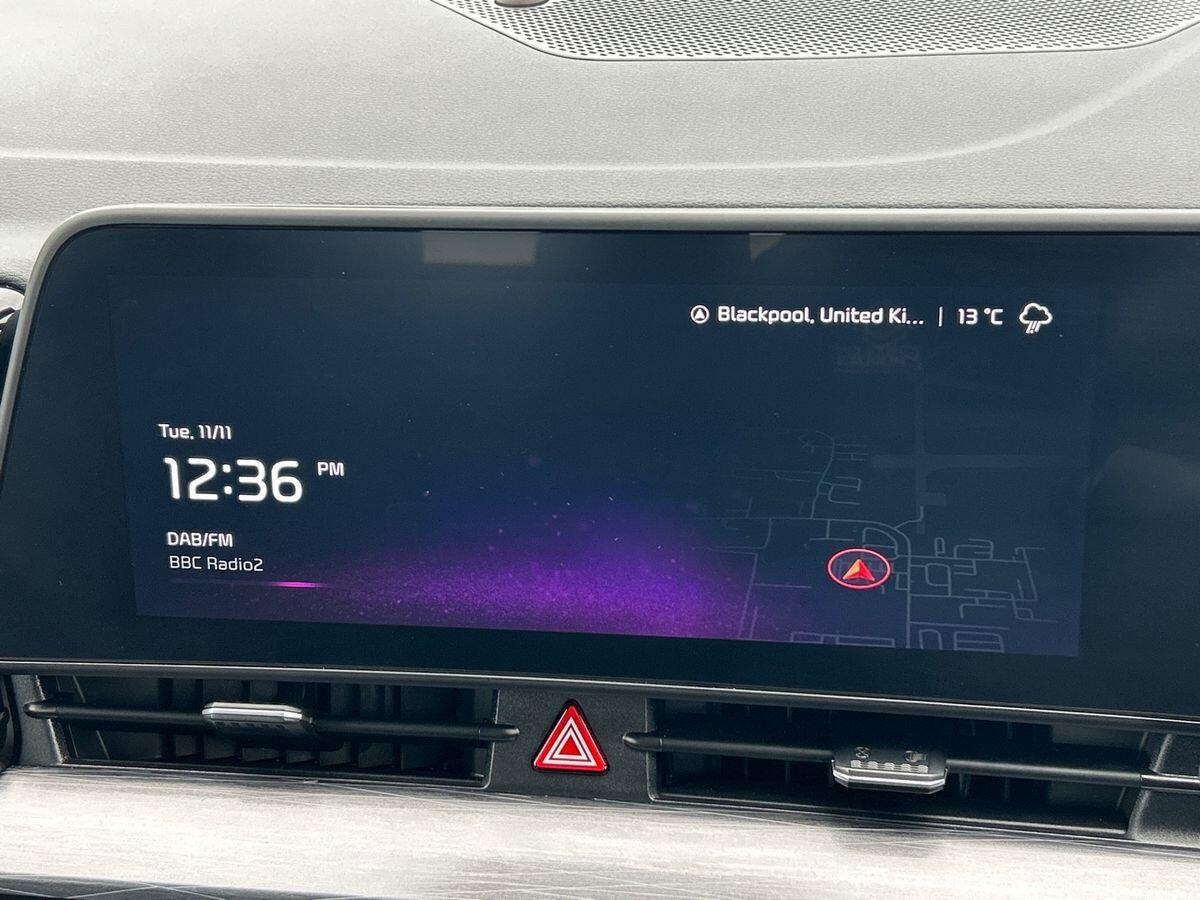 Blackpool, United Ki... | 13 °C
Tue, 11/11
12:36 PM
DAB/FM
BBC Radio2